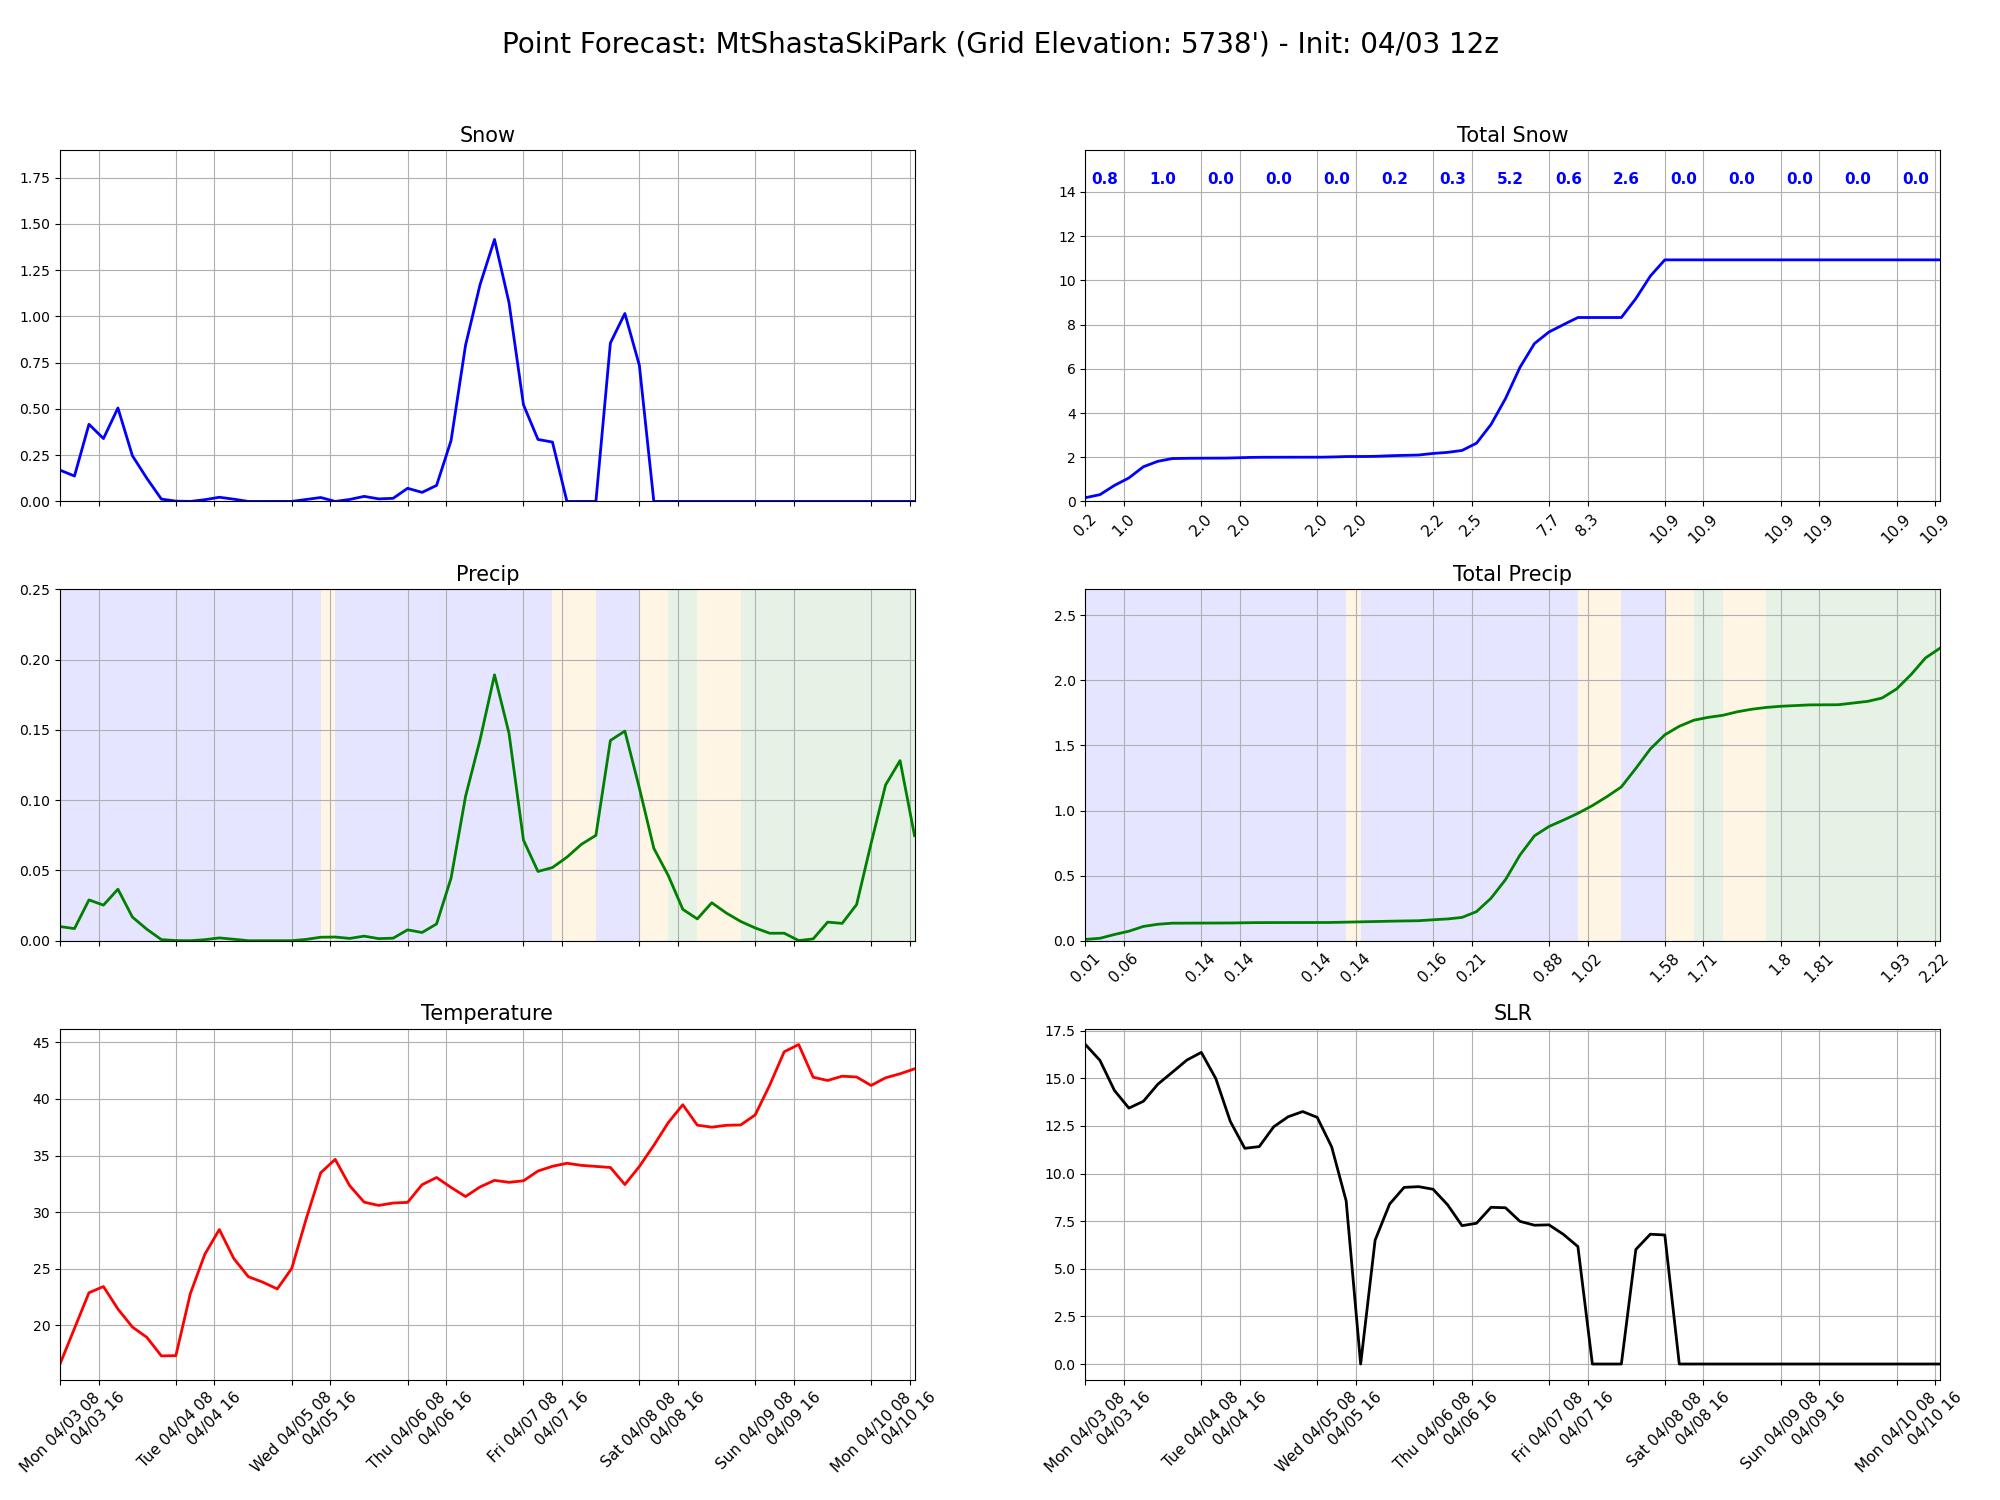 Point Forecast: MtShastaSkiPark (Grid Elevation: 5738') - Init: 04/03 12z
Snow
1.75
1.50
1.25
1.00
0.75
0.50
0.25
0.00
Total Snow
0.8 1.0 0.0 0.0 0.0 0.2 0.3 5.2 0.6 2.6 0.0 0.0 0.0 0.0 0.0
14
12
10
8
6
4
2
0
0.2 1.0 2.0 2.0 2.0 2.0 2.2 2.5 7.7 8.3 10.9 10.9 10.9 10.9 10.9 10.9
Precip
0.25
0.20
0.15
0.10
0.05
0.00
Total Precip
2.5
2.0
1.5
1.0
0.5
0.0
0.01 0.06 0.14 0.14 0.14 0.14 0.16 0.21 0.88 1.02 1.58 1.71 1.8 1.81 1.93 2.22
Temperature
45
40
35
30
25
20
Mon 04/03 08
04/03 16
Tue 04/04 08
04/04 16
Wed 04/05 08
04/05 16
Thu 04/06 08
04/06 16
Fri 04/07 08
04/07 16
Sat 04/08 08
04/08 16
Sun 04/09 08
04/09 16
Mon 04/10 08
04/10 16
SLR
17.5
15.0
12.5
10.0
7.5
5.0
2.5
0.0
Mon 04/03 08
04/03 16
Tue 04/04 08
04/04 16
Wed 04/05 08
04/05 16
Thu 04/06 08
04/06 16
Fri 04/07 08
04/07 16
Sat 04/08 08
04/08 16
Sun 04/09 08
04/09 16
Mon 04/10 08
04/10 16